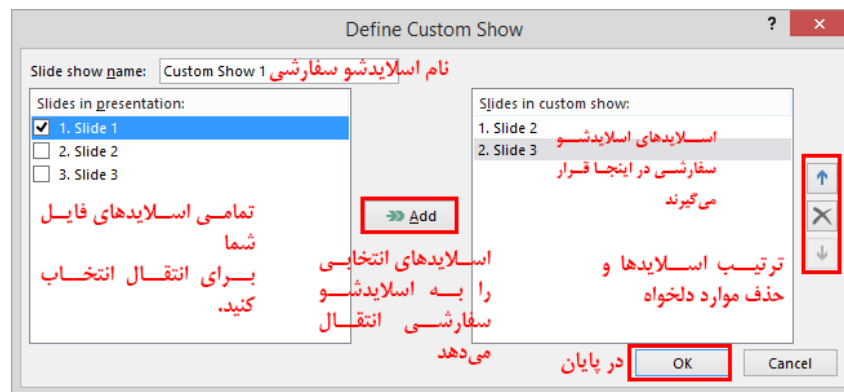 Define Custom Show
?
Slide show name: Custom Show 1
نام اسلایدشو سفارشی
Slides in presentation:
1. Slide 1
2. Slide 2
3. Slide 3
تمامی اسلایدهای فایل
شما
برای انتقال انتخاب
کنید.
Add
اسلایدهای انتخابی
را به اسلایدشو
سفارشی انتقال
می‌دهد
Slides in custom show:
1. Slide 2
2. Slide 3
اسلایدهای اسلایدشو
سفارشی در اینجا قرار
می‌گیرند
ترتیب اسلایدها و
حذف موارد دلخواه
در پایان
OK
Cancel